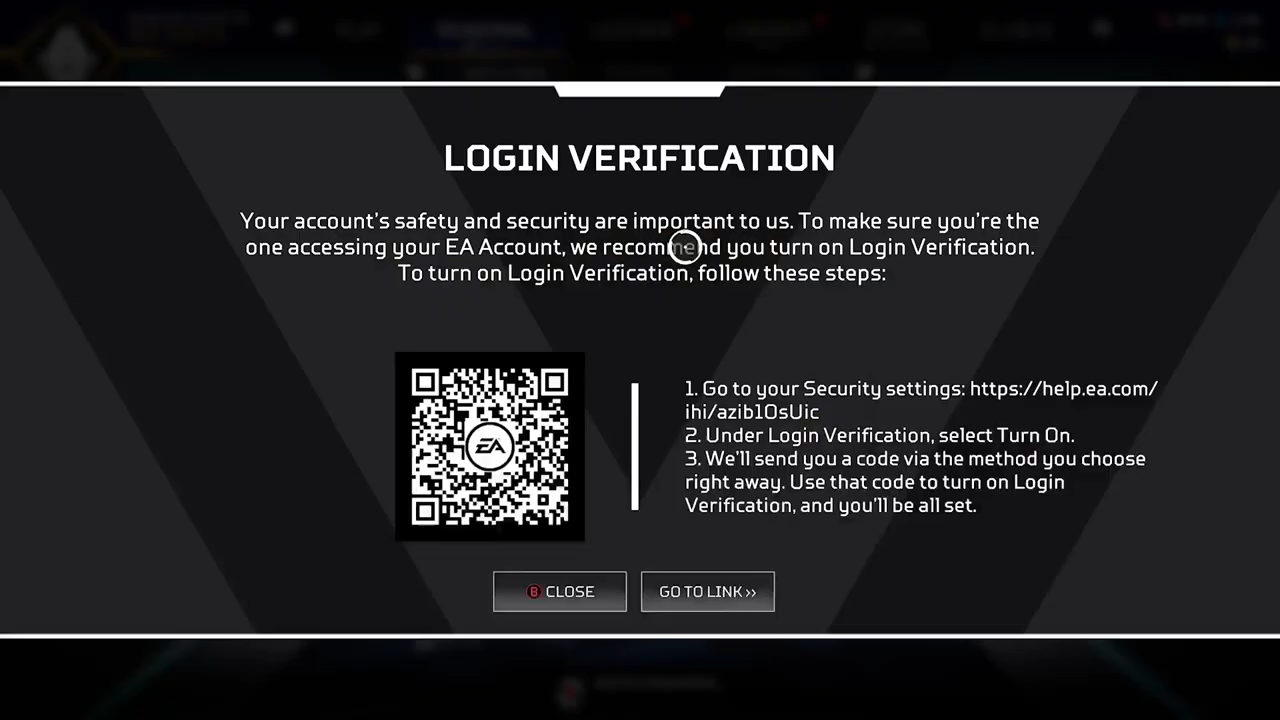 LOGIN VERIFICATION
Your account's safety and security are important to us. To make sure you're the
one accessing your EA Account, we recommend you turn on Login Verification.
To turn on Login Verification, follow these steps:
EA
1. Go to your Security settings: https://help.ea.com/
ihi/azib1OsUic
2. Under Login Verification, select Turn On.
3. We'll send you a code via the method you choose
right away. Use that code to turn on Login
Verification, and you'll be all set.
B CLOSE
GO TO LINK >>